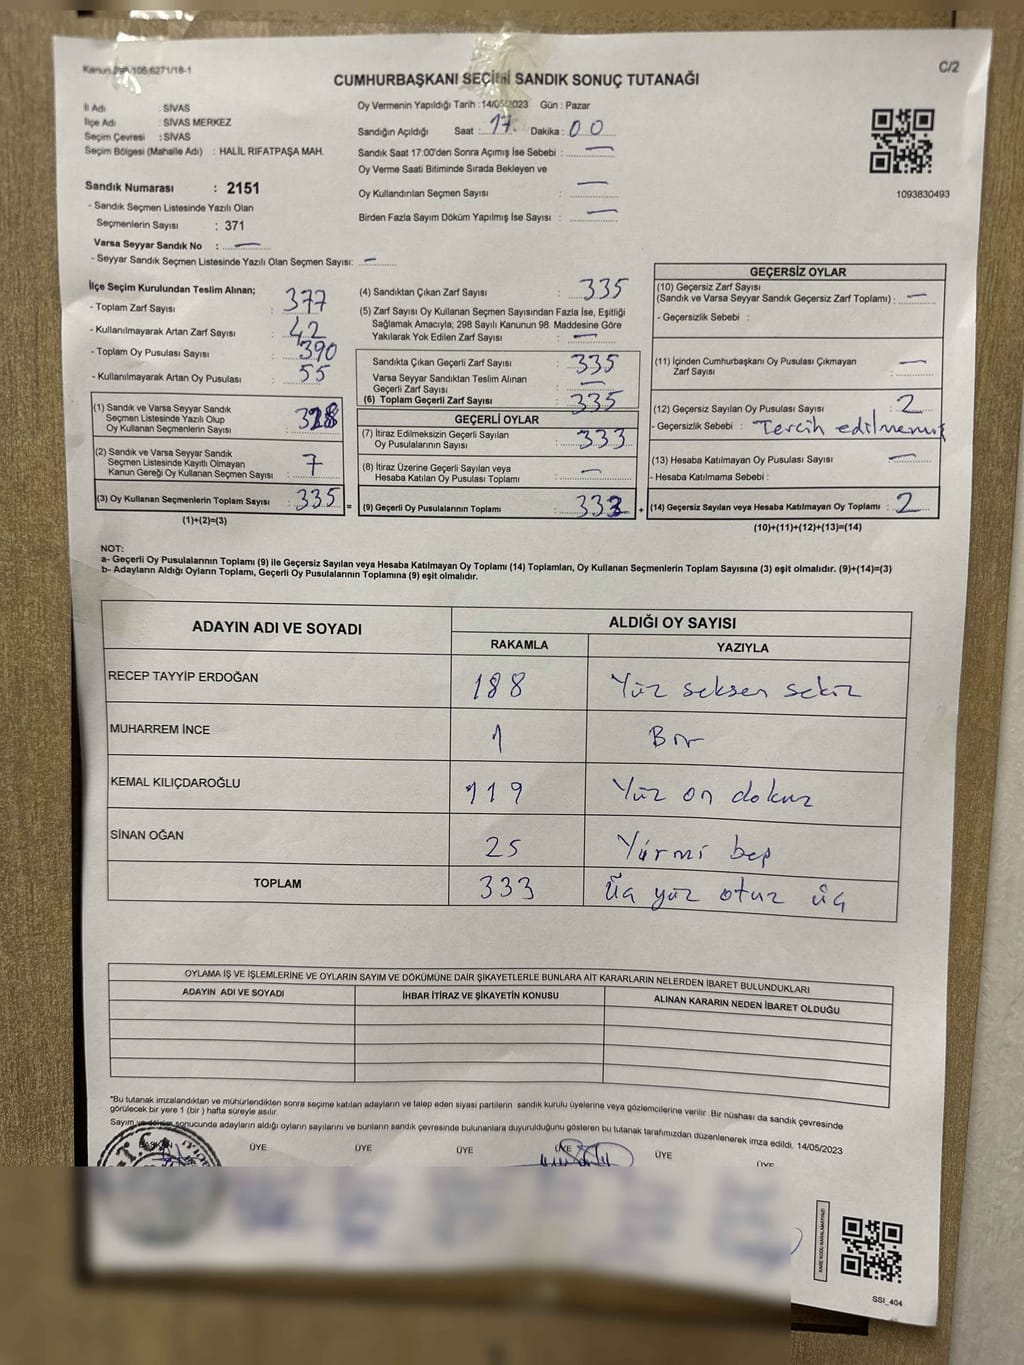 Kanun 298/105;6271/18-1
C/2
CUMHURBAŞKANI SEÇİMİ SANDIK SONUÇ TUTANAĞI
İl Adı : SİVAS
İlçe Adı : SİVAS MERKEZ
Seçim Çevresi : SİVAS
Seçim Bölgesi (Mahalle Adı) : HALİL RIFATPAŞA MAH.
Sandık Numarası : 2151
- Sandık Seçmen Listesinde Yazılı Olan
Seçmenlerin Sayısı : 371
Varsa Seyyar Sandık No : —
- Seyyar Sandık Seçmen Listesinde Yazılı Olan Seçmen Sayısı: —
Oy Vermenin Yapıldığı Tarih : 14/05/2023 Gün : Pazar
Sandığın Açıldığı Saat : 17. Dakika : 00
Sandık Saat 17:00'den Sonra Açımış İse Sebebi : —
Oy Verme Saati Bitiminde Sırada Bekleyen ve
Oy Kullandırılan Seçmen Sayısı : —
Birden Fazla Sayım Döküm Yapılmış İse Sayısı : —
1093830493
İlçe Seçim Kurulundan Teslim Alınan;
- Toplam Zarf Sayısı : 377
- Kullanılmayarak Artan Zarf Sayısı : 42
- Toplam Oy Pusulası Sayısı : 390
- Kullanılmayarak Artan Oy Pusulası : 55
(1) Sandık ve Varsa Seyyar Sandık
Seçmen Listesinde Yazılı Olup
Oy Kullanan Seçmenlerin Sayısı : 328
(2) Sandık ve Varsa Seyyar Sandık
Seçmen Listesinde Kayıtlı Olmayan
Kanun Gereği Oy Kullanan Seçmen Sayısı : 7
(3) Oy Kullanan Seçmenlerin Toplam Sayısı : 335
(1)+(2)=(3)
=
(4) Sandıktan Çıkan Zarf Sayısı : 335
(5) Zarf Sayısı Oy Kullanan Seçmen Sayısından Fazla İse, Eşitliği
Sağlamak Amacıyla; 298 Sayılı Kanunun 98. Maddesine Göre
Yakılarak Yok Edilen Zarf Sayısı : —
Sandıkta Çıkan Geçerli Zarf Sayısı : 335
Varsa Seyyar Sandıktan Teslim Alınan
Geçerli Zarf Sayısı : —
(6) Toplam Geçerli Zarf Sayısı : 335
GEÇERLİ OYLAR
(7) İtiraz Edilmeksizin Geçerli Sayılan
Oy Pusulalarının Sayısı : 333
(8) İtiraz Üzerine Geçerli Sayılan veya
Hesaba Katılan Oy Pusulası Toplamı : —
(9) Geçerli Oy Pusulalarının Toplamı : 333
+
GEÇERSİZ OYLAR
(10) Geçersiz Zarf Sayısı
(Sandık ve Varsa Seyyar Sandık Geçersiz Zarf Toplamı) : —
- Geçersizlik Sebebi :
(11) İçinden Cumhurbaşkanı Oy Pusulası Çıkmayan
Zarf Sayısı : —
(12) Geçersiz Sayılan Oy Pusulası Sayısı : 2
- Geçersizlik Sebebi : Tercih edilmemiş
(13) Hesaba Katılmayan Oy Pusulası Sayısı : —
- Hesaba Katılmama Sebebi :
(14) Geçersiz Sayılan veya Hesaba Katılmayan Oy Toplamı : 2
(10)+(11)+(12)+(13)=(14)
NOT:
a- Geçerli Oy Pusulalarının Toplamı (9) ile Geçersiz Sayılan veya Hesaba Katılmayan Oy Toplamı (14) Toplamları, Oy Kullanan Seçmenlerin Toplam Sayısına (3) eşit olmalıdır. (9)+(14)=(3)
b- Adayların Aldığı Oyların Toplamı, Geçerli Oy Pusulalarının Toplamına (9) eşit olmalıdır.
ADAYIN ADI VE SOYADI
ALDIĞI OY SAYISI
RAKAMLA YAZIYLA
RECEP TAYYİP ERDOĞAN 188 Yüz seksen sekiz
MUHARREM İNCE 1 Bir
KEMAL KILIÇDAROĞLU 119 Yüz on dokuz
SİNAN OĞAN 25 Yirmi beş
TOPLAM 333 Üç yüz otuz üç
OYLAMA İŞ VE İŞLEMLERİNE VE OYLARIN SAYIM VE DÖKÜMÜNE DAİR ŞİKAYETLERLE BUNLARA AİT KARARLARIN NELERDEN İBARET BULUNDUKLARI
ADAYIN ADI VE SOYADI İHBAR İTİRAZ VE ŞİKAYETİN KONUSU ALINAN KARARIN NEDEN İBARET OLDUĞU
*Bu tutanak imzalandıktan ve mühürlendikten sonra seçime katılan adayların ve talep eden siyasi partilerin sandık kurulu üyelerine veya gözlemcilerine verilir. Bir nüshası da sandık çevresinde
görülecek bir yere 1 (bir ) hafta süreyle asılır.
Sayım ve döküm sonucunda adayların aldığı oyların sayılarını ve bunların sandık çevresinde bulunanlara duyurulduğunu gösteren bu tutanak tarafımızdan düzenlenerek imza edildi. 14/05/2023
BAŞKAN ÜYE ÜYE ÜYE ÜYE ÜYE ÜYE
T.C.
SSI_404